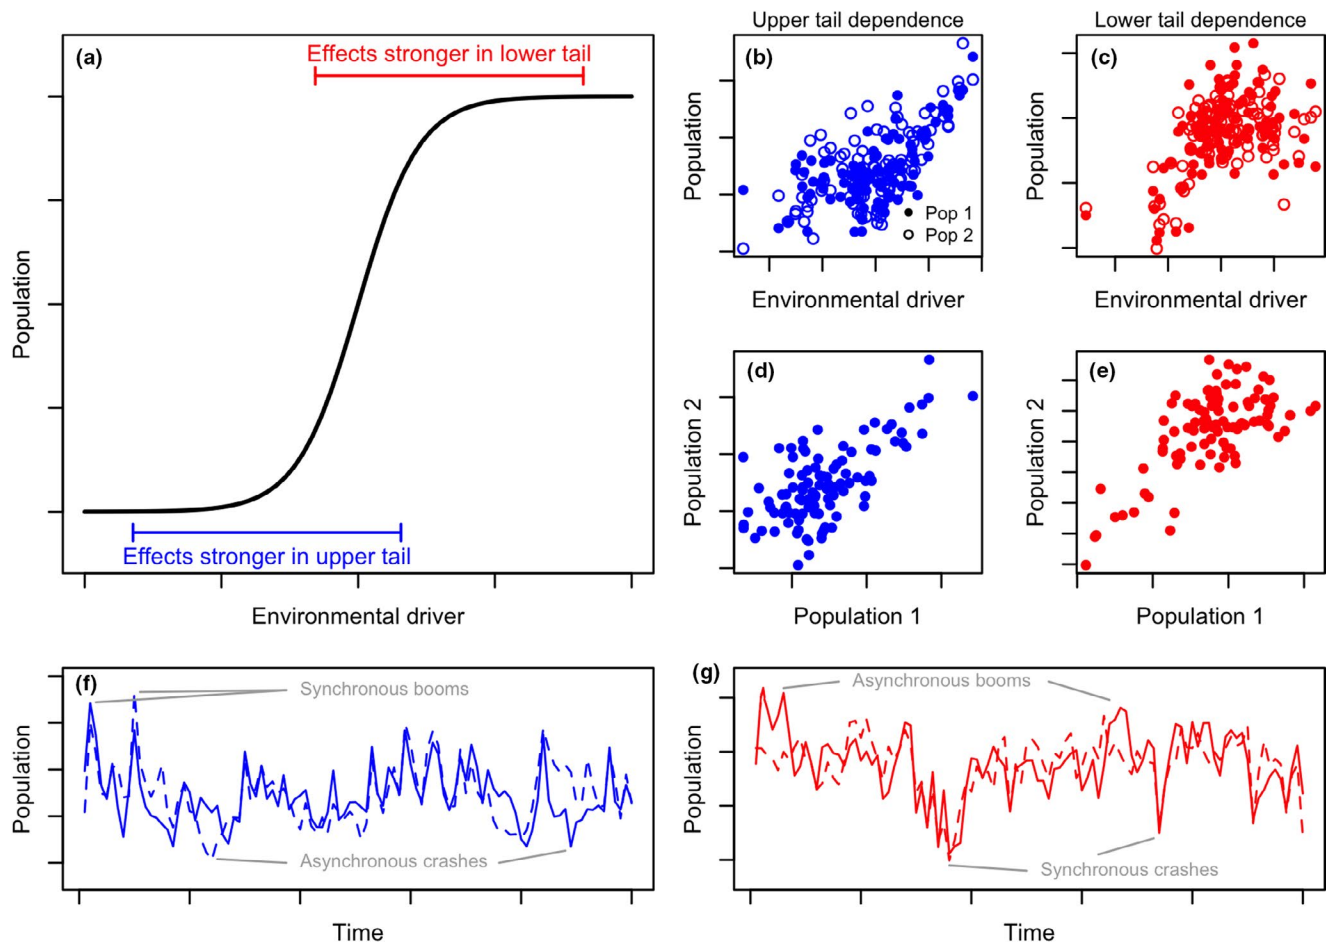 (a)
Effects stronger in lower tail
Population
Effects stronger in upper tail
Environmental driver
Upper tail dependence
(b)
Population
Pop 1
Pop 2
Environmental driver
Lower tail dependence
(c)
Population
Environmental driver
(d)
Population 2
Population 1
(e)
Population 2
Population 1
(f)
Synchronous booms
Population
Asynchronous crashes
Time
(g)
Asynchronous booms
Population
Synchronous crashes
Time